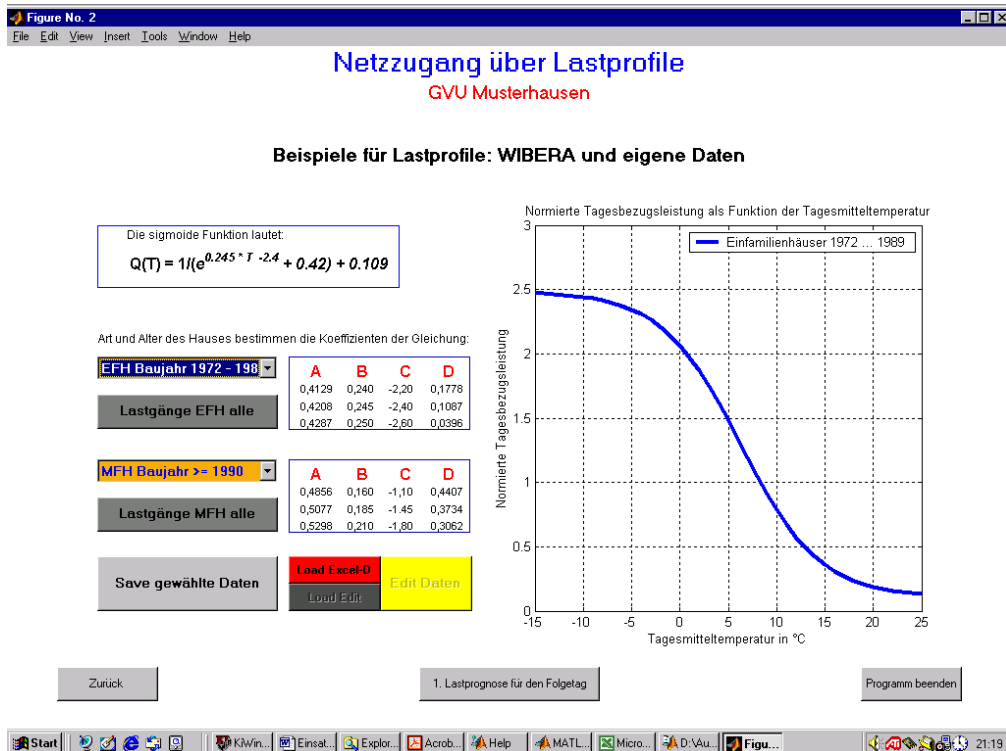 Figure No. 2
File Edit View Insert Tools Window Help
Netzzugang über Lastprofile
GVU Musterhausen
Beispiele für Lastprofile: WIBERA und eigene Daten
Die sigmoide Funktion lautet:
Q(T) = 1/(e^0.245 * T -2.4 + 0.42) + 0.109
Art und Alter des Hauses bestimmen die Koeffizienten der Gleichung:
EFH Baujahr 1972 - 198
Lastgänge EFH alle
A B C D
0,4129 0,240 -2,20 0,1778
0,4208 0,245 -2,40 0,1087
0,4287 0,250 -2,60 0,0396
MFH Baujahr >= 1990
Lastgänge MFH alle
A B C D
0,4856 0,160 -1,10 0,4407
0,5077 0,185 -1.45 0,3734
0,5298 0,210 -1,80 0,3062
Save gewählte Daten
Load Excel-D
Load Edit
Edit Daten
Normierte Tagesbezugsleistung als Funktion der Tagesmitteltemperatur
Einfamilienhäuser 1972 ... 1989
Normierte Tagesbezugsleistung
3
2.5
2
1.5
1
0.5
0
-15 -10 -5 0 5 10 15 20 25
Tagesmitteltemperatur in °C
Zurück
1. Lastprognose für den Folgetag
Programm beenden
Start KiWin... Einsat... Explor... Acrob... Help MATL... Micro... D:\Au... Figu... 21:19